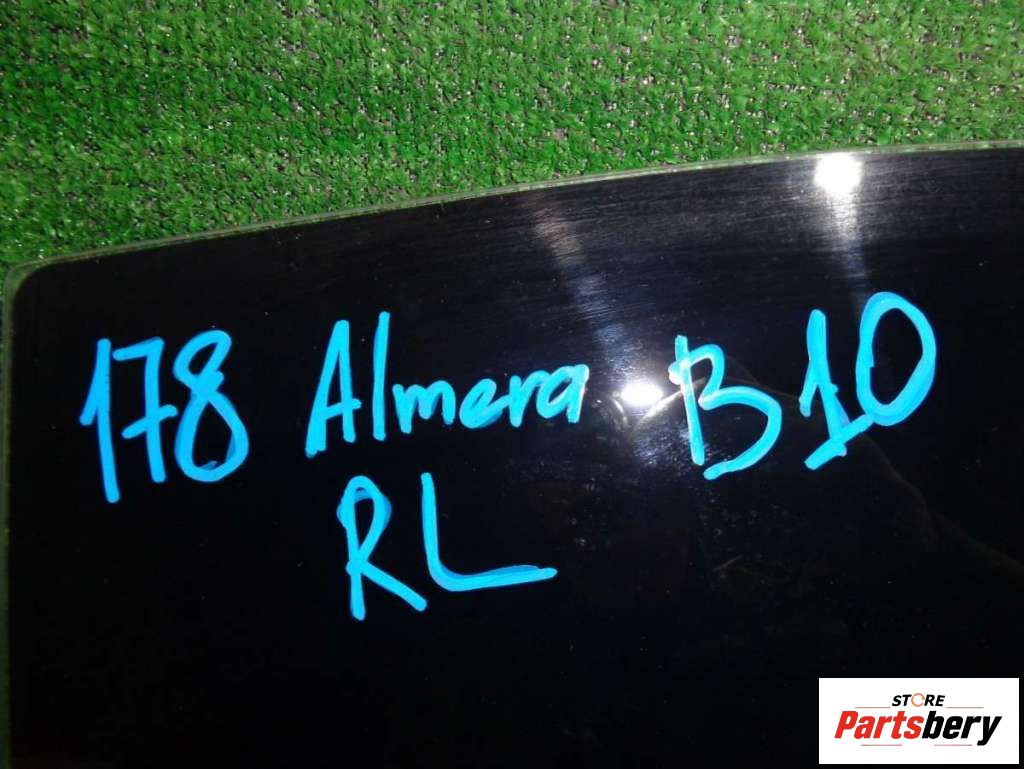 178 Almera B10
RL
STORE
Partsbery